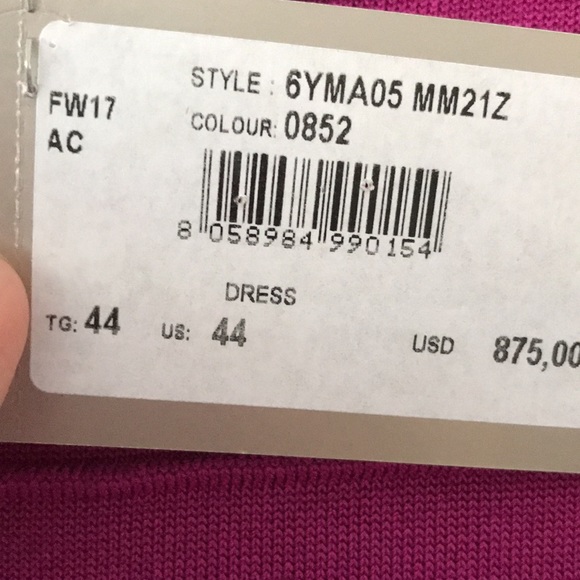 STYLE : 6YMA05 MM21Z
FW17
COLOUR: 0852
AC
8 058984 990154
DRESS
TG: 44 US: 44 USD 875,00